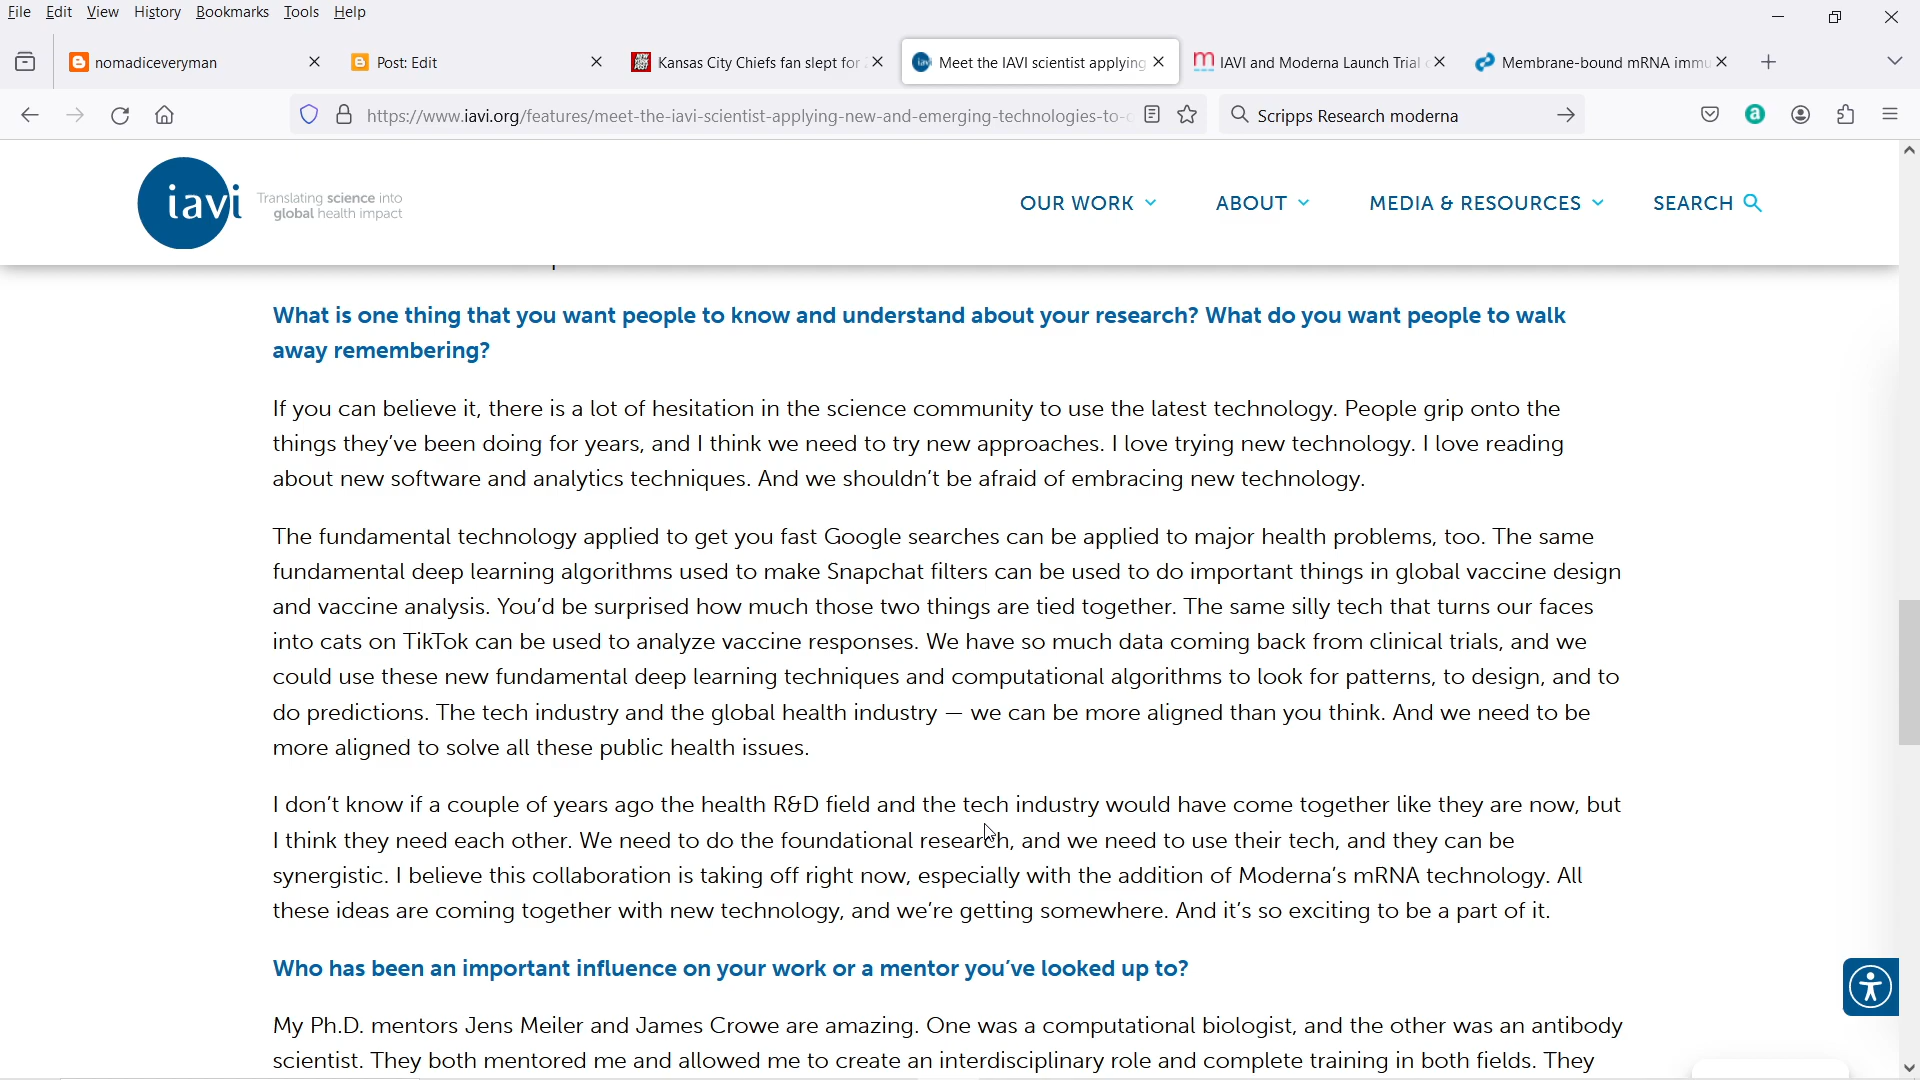 File Edit View History Bookmarks Tools Help
nomadiceveryman
Post: Edit
Kansas City Chiefs fan slept for
Meet the IAVI scientist applying
IAVI and Moderna Launch Trial
Membrane-bound mRNA immu
https://www.iavi.org/features/meet-the-iavi-scientist-applying-new-and-emerging-technologies-to-
Scripps Research moderna
iavi
Translating science into
global health impact
OUR WORK ABOUT MEDIA & RESOURCES SEARCH
What is one thing that you want people to know and understand about your research? What do you want people to walk
away remembering?
If you can believe it, there is a lot of hesitation in the science community to use the latest technology. People grip onto the
things they've been doing for years, and I think we need to try new approaches. I love trying new technology. I love reading
about new software and analytics techniques. And we shouldn't be afraid of embracing new technology.
The fundamental technology applied to get you fast Google searches can be applied to major health problems, too. The same
fundamental deep learning algorithms used to make Snapchat filters can be used to do important things in global vaccine design
and vaccine analysis. You'd be surprised how much those two things are tied together. The same silly tech that turns our faces
into cats on TikTok can be used to analyze vaccine responses. We have so much data coming back from clinical trials, and we
could use these new fundamental deep learning techniques and computational algorithms to look for patterns, to design, and to
do predictions. The tech industry and the global health industry — we can be more aligned than you think. And we need to be
more aligned to solve all these public health issues.
I don't know if a couple of years ago the health R&D field and the tech industry would have come together like they are now, but
I think they need each other. We need to do the foundational research, and we need to use their tech, and they can be
synergistic. I believe this collaboration is taking off right now, especially with the addition of Moderna's mRNA technology. All
these ideas are coming together with new technology, and we're getting somewhere. And it's so exciting to be a part of it.
Who has been an important influence on your work or a mentor you've looked up to?
My Ph.D. mentors Jens Meiler and James Crowe are amazing. One was a computational biologist, and the other was an antibody
scientist. They both mentored me and allowed me to create an interdisciplinary role and complete training in both fields. They